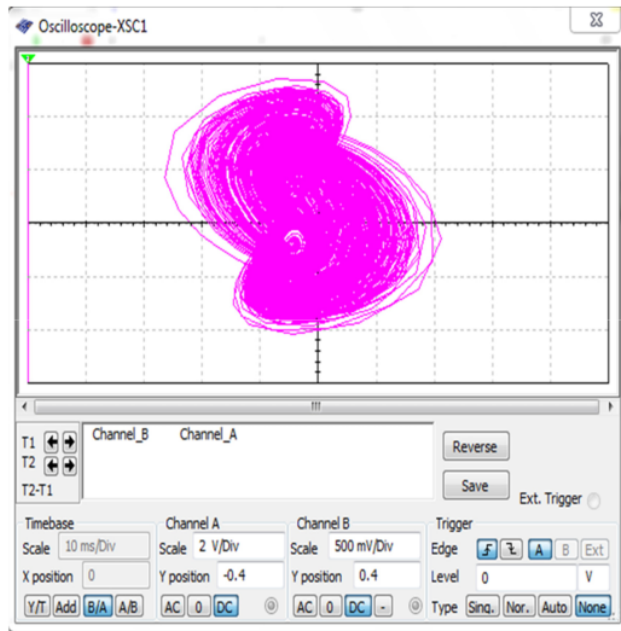 Oscilloscope-XSC1
T1 Channel_B Channel_A
T2
T2-T1
Reverse
Save
Ext. Trigger
Timebase Channel A Channel B Trigger
Scale 10 ms/Div Scale 2 V/Div Scale 500 mV/Div Edge A B Ext
X position 0 Y position -0.4 Y position 0.4 Level 0 V
Y/T Add B/A A/B AC 0 DC AC 0 DC - Type Sing. Nor. Auto None